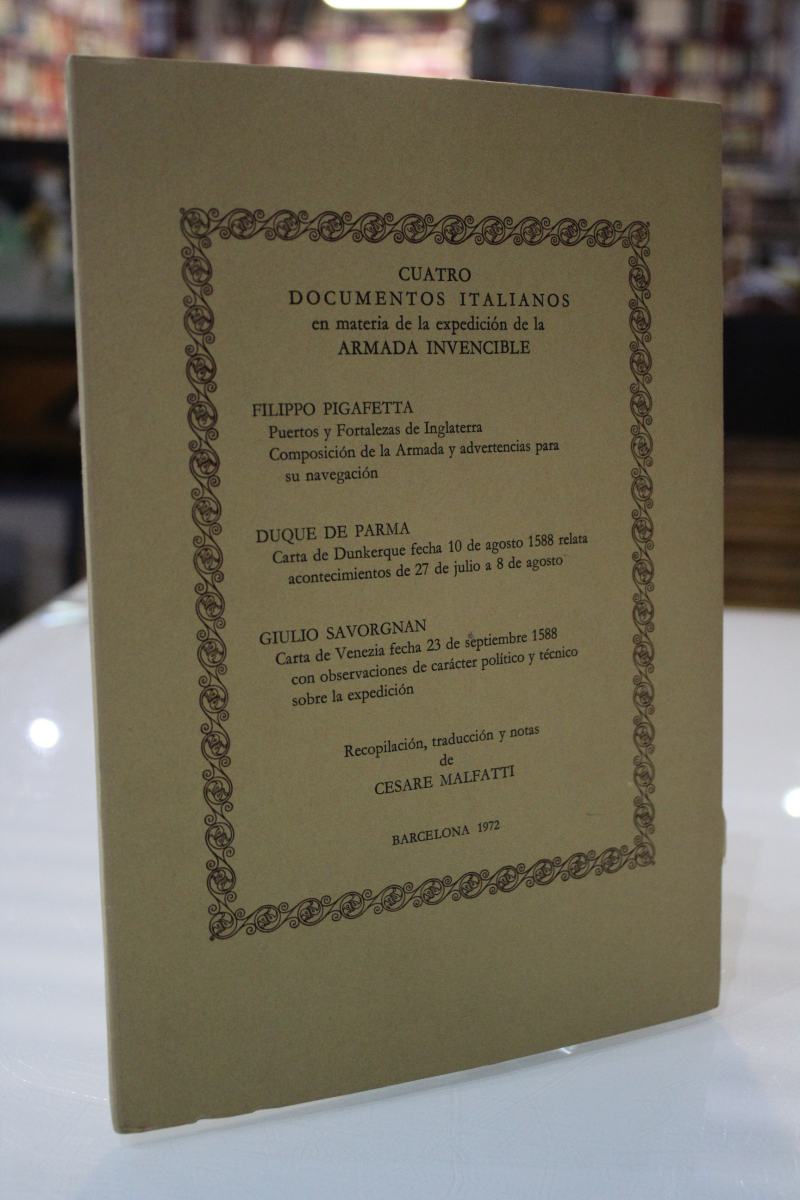 CUATRO
DOCUMENTOS ITALIANOS
en materia de la expedición de la
ARMADA INVENCIBLE
FILIPPO PIGAFETTA
Puertos y Fortalezas de Inglaterra
Composición de la Armada y advertencias para
su navegación
DUQUE DE PARMA
Carta de Dunkerque fecha 10 de agosto 1588 relata
acontecimientos de 27 de julio a 8 de agosto
GIULIO SAVORGNAN
Carta de Venezia fecha 23 de septiembre 1588
con observaciones de carácter político y técnico
sobre la expedición
Recopilación, traducción y notas
de
CESARE MALFATTI
BARCELONA 1972